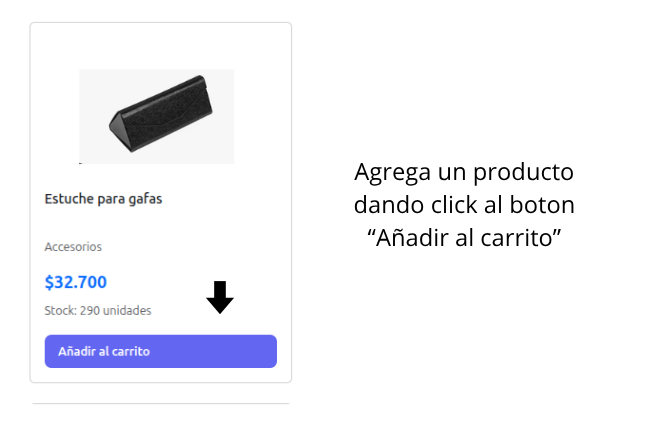 Estuche para gafas
Accesorios
$32.700
Stock: 290 unidades
Añadir al carrito
Agrega un producto
dando click al boton
“Añadir al carrito”